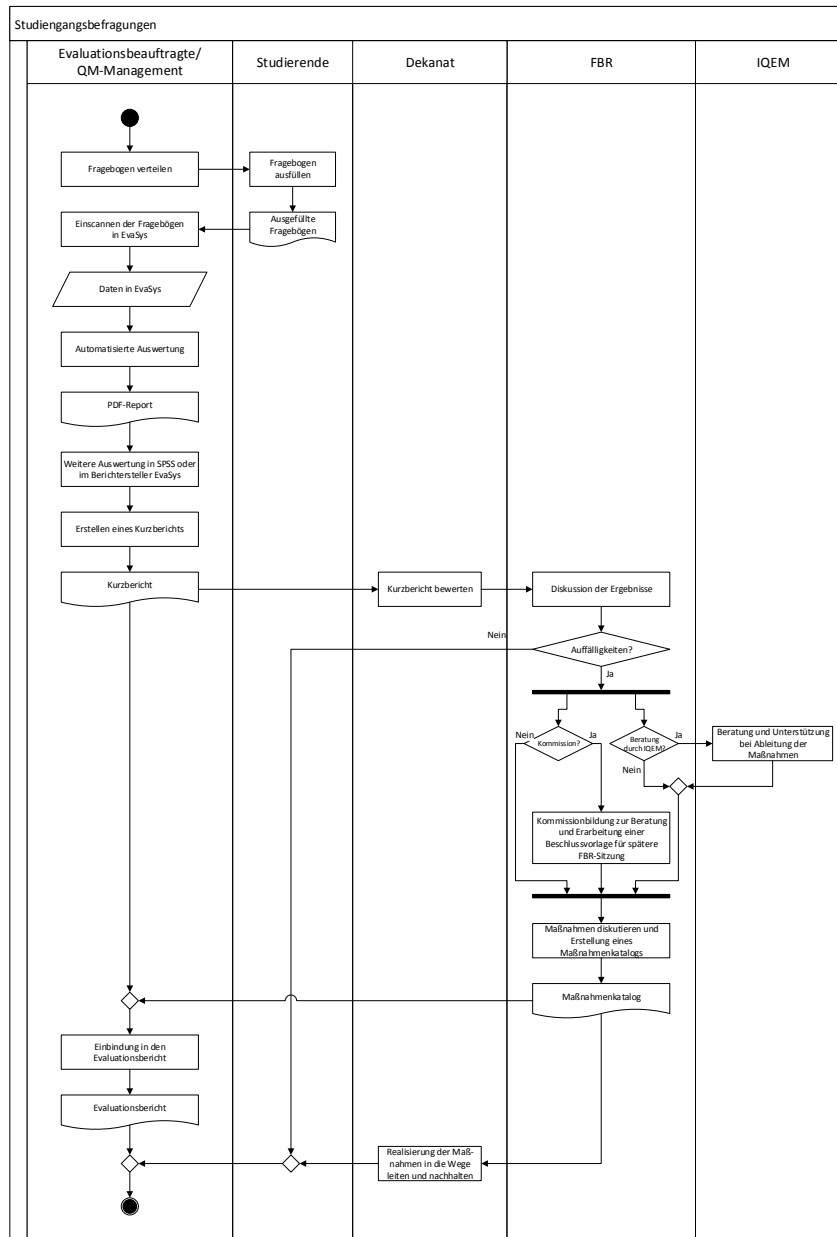 Studiengangsbefragungen
Evaluationsbeauftragte/
QM-Management
Studierende
Dekanat
FBR
IQEM
Fragebogen verteilen
Fragebogen
ausfüllen
Einscannen der Fragebögen
in EvaSys
Ausgefüllte
Fragebögen
Daten in EvaSys
Automatisierte Auswertung
PDF-Report
Weitere Auswertung in SPSS oder
im Berichtersteller EvaSys
Erstellen eines Kurzberichts
Kurzbericht
Kurzbericht bewerten
Diskussion der Ergebnisse
Nein
Auffälligkeiten?
Ja
Nein
Kommission?
Ja
Beratung
durch IQEM?
Ja
Nein
Beratung und Unterstützung
bei Ableitung der
Maßnahmen
Kommissionbildung zur Beratung
und Erarbeitung einer
Beschlussvorlage für spätere
FBR-Sitzung
Maßnahmen diskutieren und
Erstellung eines
Maßnahmenkatalogs
Maßnahmenkatalog
Einbindung in den
Evaluationsbericht
Evaluationsbericht
Realisierung der Maß-
nahmen in die Wege
leiten und nachhalten